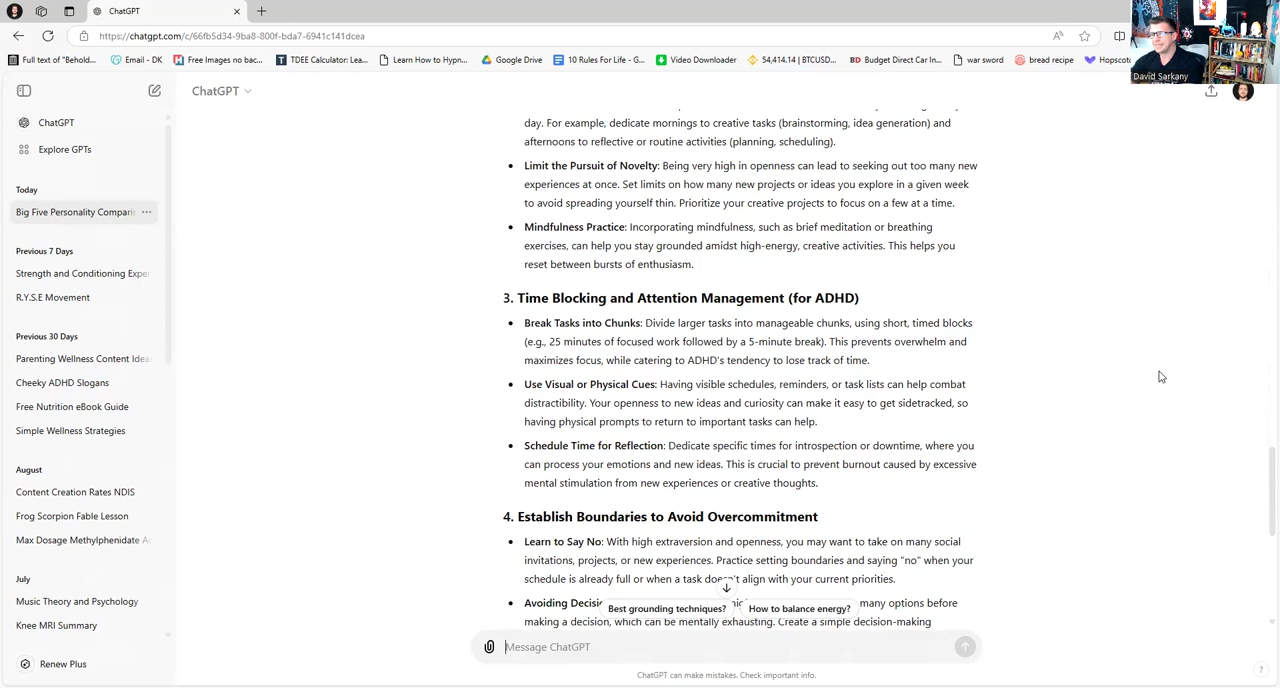 ChatGPT
https://chatgpt.com/c/66fb5d34-9ba8-800f-bda7-6941c141dcea
Full text of "Behold...
Email - DK
Free Images no bac...
TDEE Calculator: Lea...
Learn How to Hypn...
Google Drive
10 Rules For Life - G...
Video Downloader
54,414.14 | BTCUSD...
Budget Direct Car In...
war sword
bread recipe
Hopsco
David Sarkany
ChatGPT
ChatGPT
Explore GPTs
Today
Big Five Personality Comparis
Previous 7 Days
Strength and Conditioning Exper
R.Y.S.E Movement
Previous 30 Days
Parenting Wellness Content Idea
Cheeky ADHD Slogans
Free Nutrition eBook Guide
Simple Wellness Strategies
August
Content Creation Rates NDIS
Frog Scorpion Fable Lesson
Max Dosage Methylphenidate A
July
Music Theory and Psychology
Knee MRI Summary
Renew Plus
day. For example, dedicate mornings to creative tasks (brainstorming, idea generation) and
afternoons to reflective or routine activities (planning, scheduling).
• Limit the Pursuit of Novelty: Being very high in openness can lead to seeking out too many new
experiences at once. Set limits on how many new projects or ideas you explore in a given week
to avoid spreading yourself thin. Prioritize your creative projects to focus on a few at a time.
• Mindfulness Practice: Incorporating mindfulness, such as brief meditation or breathing
exercises, can help you stay grounded amidst high-energy, creative activities. This helps you
reset between bursts of enthusiasm.
3. Time Blocking and Attention Management (for ADHD)
• Break Tasks into Chunks: Divide larger tasks into manageable chunks, using short, timed blocks
(e.g., 25 minutes of focused work followed by a 5-minute break). This prevents overwhelm and
maximizes focus, while catering to ADHD's tendency to lose track of time.
• Use Visual or Physical Cues: Having visible schedules, reminders, or task lists can help combat
distractibility. Your openness to new ideas and curiosity can make it easy to get sidetracked, so
having physical prompts to return to important tasks can help.
• Schedule Time for Reflection: Dedicate specific times for introspection or downtime, where you
can process your emotions and new ideas. This is crucial to prevent burnout caused by excessive
mental stimulation from new experiences or creative thoughts.
4. Establish Boundaries to Avoid Overcommitment
• Learn to Say No: With high extraversion and openness, you may want to take on many social
invitations, projects, or new experiences. Practice setting boundaries and saying "no" when your
schedule is already full or when a task doesn't align with your current priorities.
• Avoiding Decisi
many options before
Best grounding techniques?
How to balance energy?
making a decision, which can be mentally exhausting. Create a simple decision-making
Message ChatGPT
ChatGPT can make mistakes. Check important info.
?